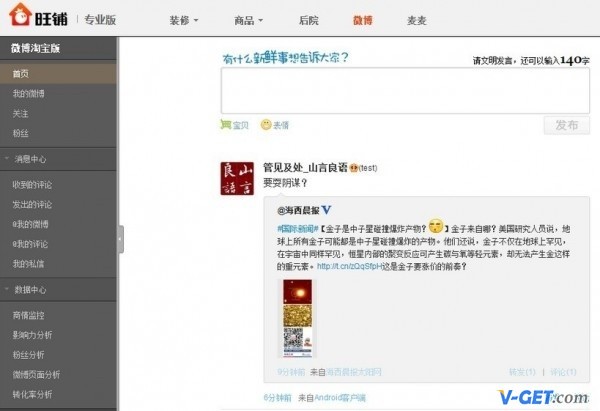 旺铺 专业版 装修 商品 后院 微博 麦麦
微博淘宝版
首页
我的微博
关注
粉丝
消息中心
收到的评论
发出的评论
@我的微博
@我的评论
我的私信
数据中心
商情监控
影响力分析
粉丝分析
微博页面分析
转化率分析
有什么新鲜事想告诉大家?
请文明发言，还可以输入140字
宝贝 表情
发布
管见及处_山言良语 (test)
要耍阴谋？
@海西晨报
#国际新闻#【金子是中子星碰撞爆炸产物？ 】金子来自哪？美国研究人员说，地
球上所有金子可能都是中子星碰撞爆炸的产物。他们还说，金子不仅在地球上罕见，
在宇宙中同样罕见，恒星内部的聚变反应可产生碳与氧等轻元素，却无法产生金这样
的重元素。
这是金子要涨价的前奏？
9分钟前 来自海西晨报大部网 转发(1) | 评论(1)
6分钟前 来自Android客户端
V-GET.com